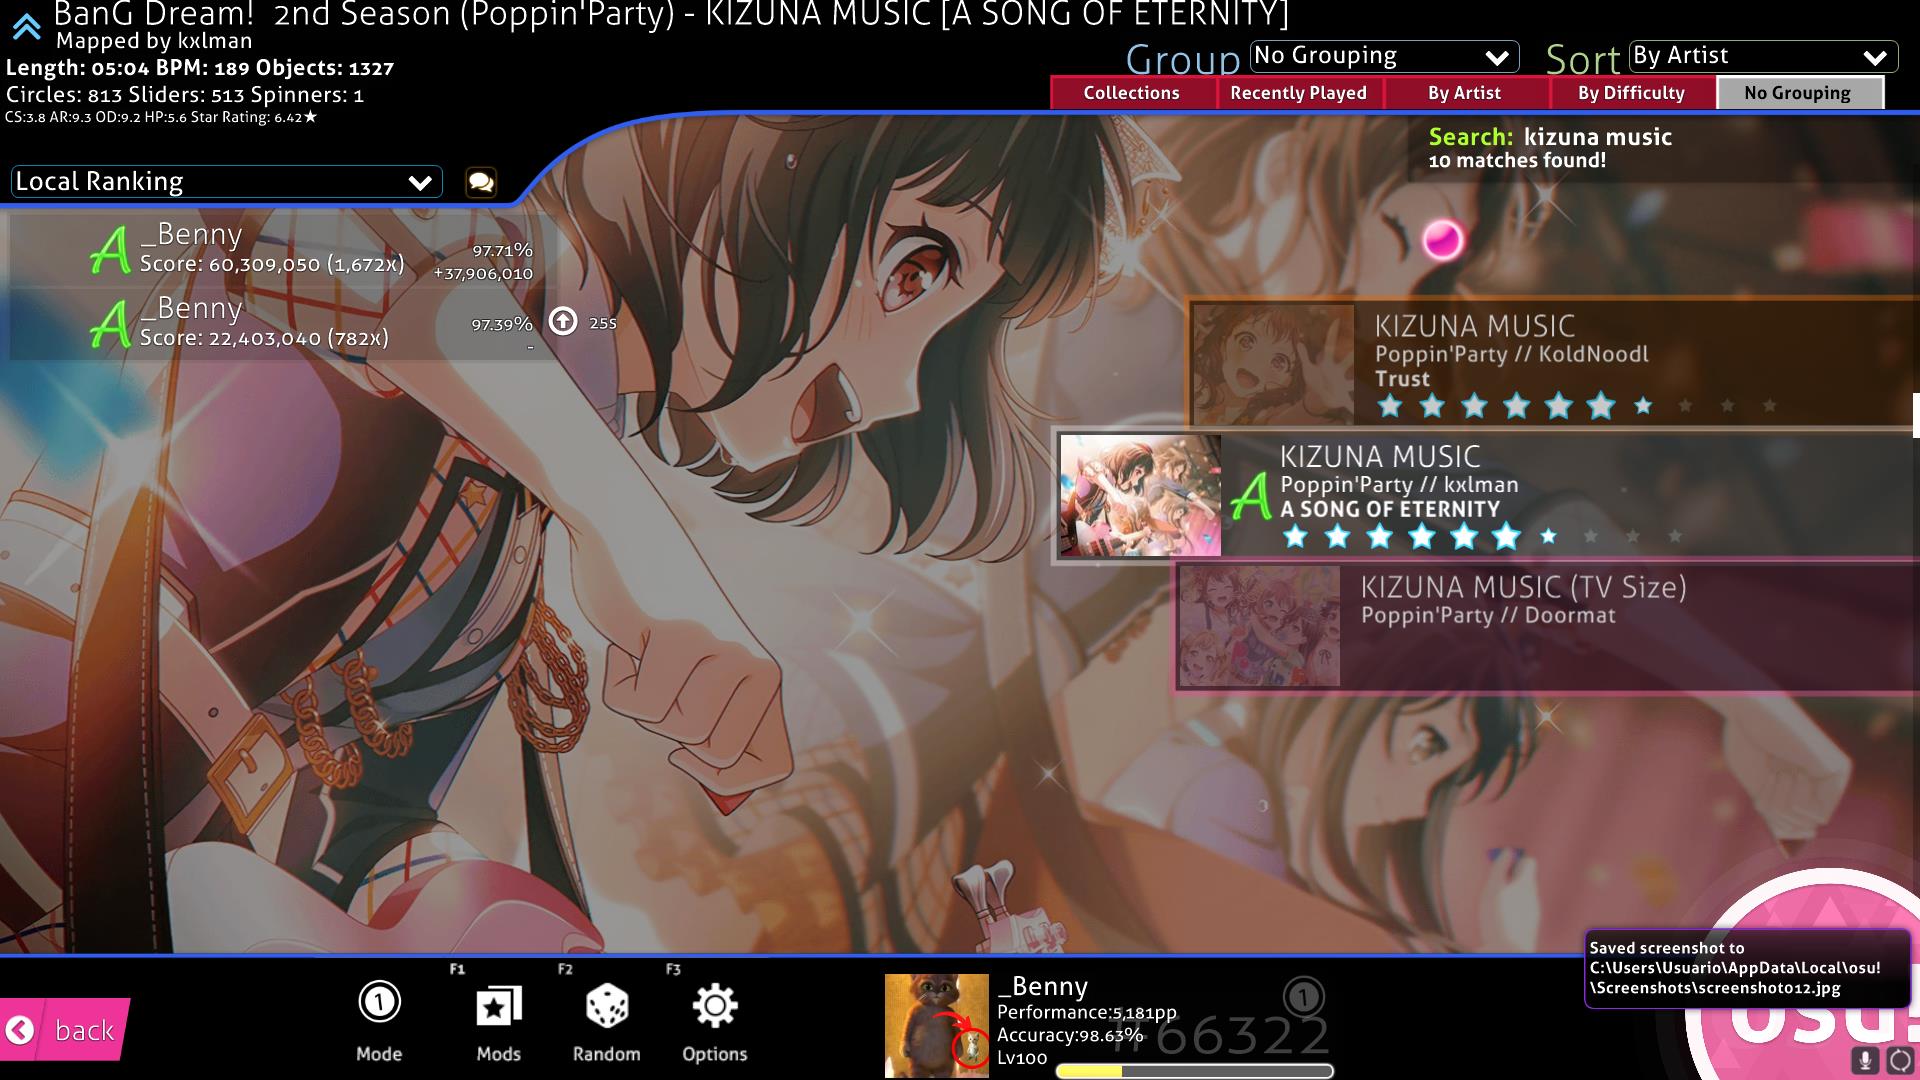 BanG Dream!  2nd Season (Poppin'Party) - KIZUNA MUSIC [A SONG OF ETERNITY]
Mapped by kxlman
Length: 05:04 BPM: 189 Objects: 1327
Circles: 813 Sliders: 513 Spinners: 1
CS:3.8 AR:9.3 OD:9.2 HP:5.6 Star Rating: 6.42★
Group No Grouping Sort By Artist
Collections Recently Played By Artist By Difficulty No Grouping
Search: kizuna music
10 matches found!
Local Ranking
A _Benny
Score: 60,309,050 (1,672x)
97.71%
+37,906,010
A _Benny
Score: 22,403,040 (782x)
97.39%
-
25s
KIZUNA MUSIC
Poppin'Party // KoldNoodl
Trust
A KIZUNA MUSIC
Poppin'Party // kxlman
A SONG OF ETERNITY
KIZUNA MUSIC (TV Size)
Poppin'Party // Doormat
Saved screenshot to
C:\Users\Usuario\AppData\Local\osu!
\Screenshots\screenshot012.jpg
osu!
back
1
Mode
F1
Mods
F2
Random
F3
Options
_Benny
Performance:5,181pp
Accuracy:98.63%
Lv100
1
#66322